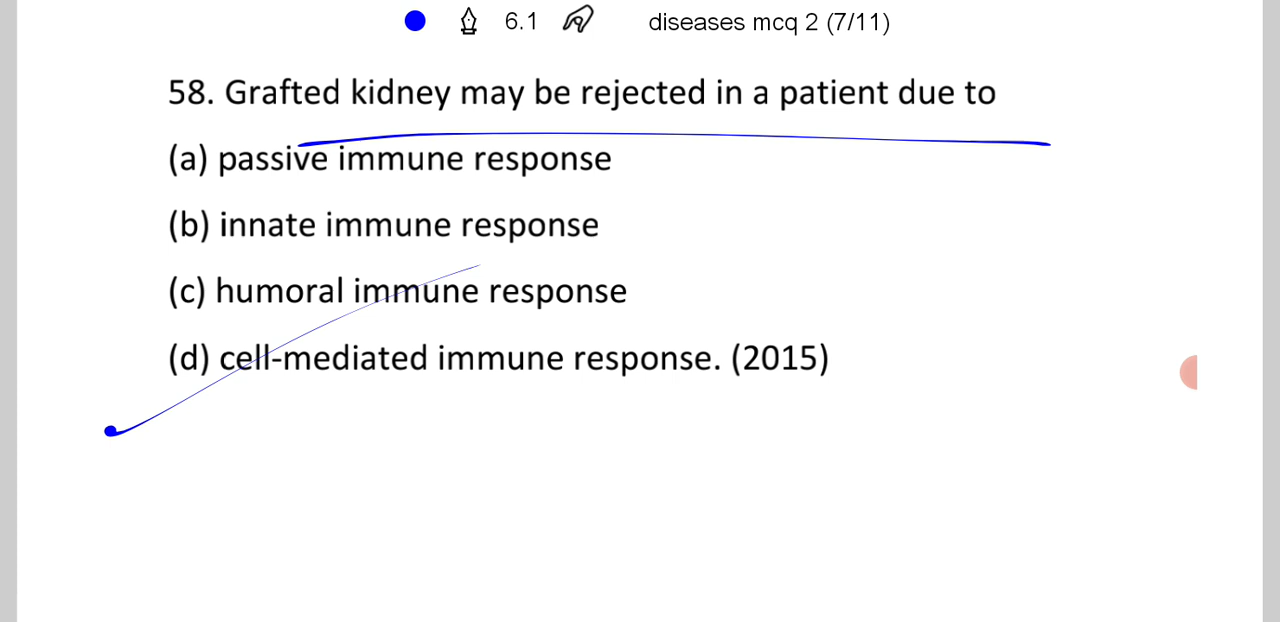 6.1 diseases mcq 2 (7/11)
58. Grafted kidney may be rejected in a patient due to
(a) passive immune response
(b) innate immune response
(c) humoral immune response
(d) cell-mediated immune response. (2015)